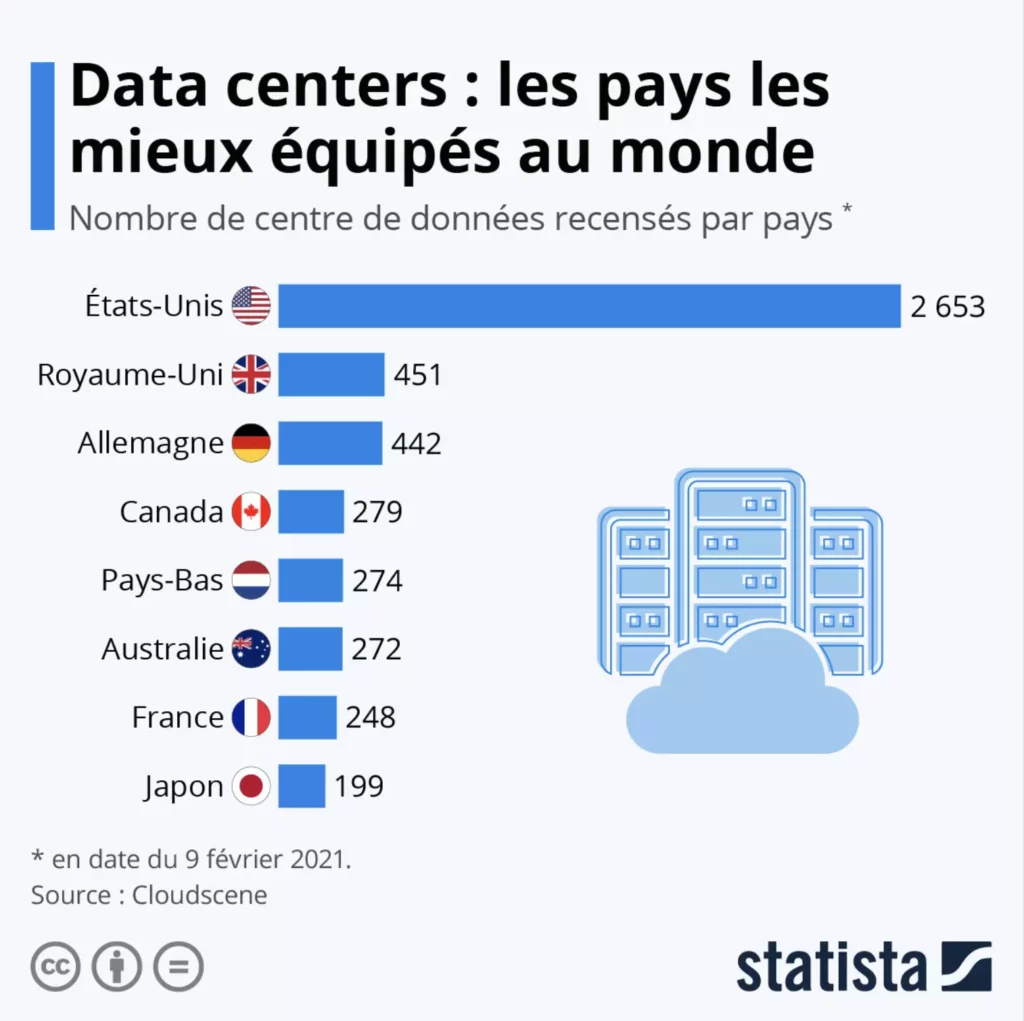 Data centers : les pays les
mieux équipés au monde
Nombre de centre de données recensés par pays *
États-Unis 2 653
Royaume-Uni 451
Allemagne 442
Canada 279
Pays-Bas 274
Australie 272
France 248
Japon 199
* en date du 9 février 2021.
Source : Cloudscene
cc
statista